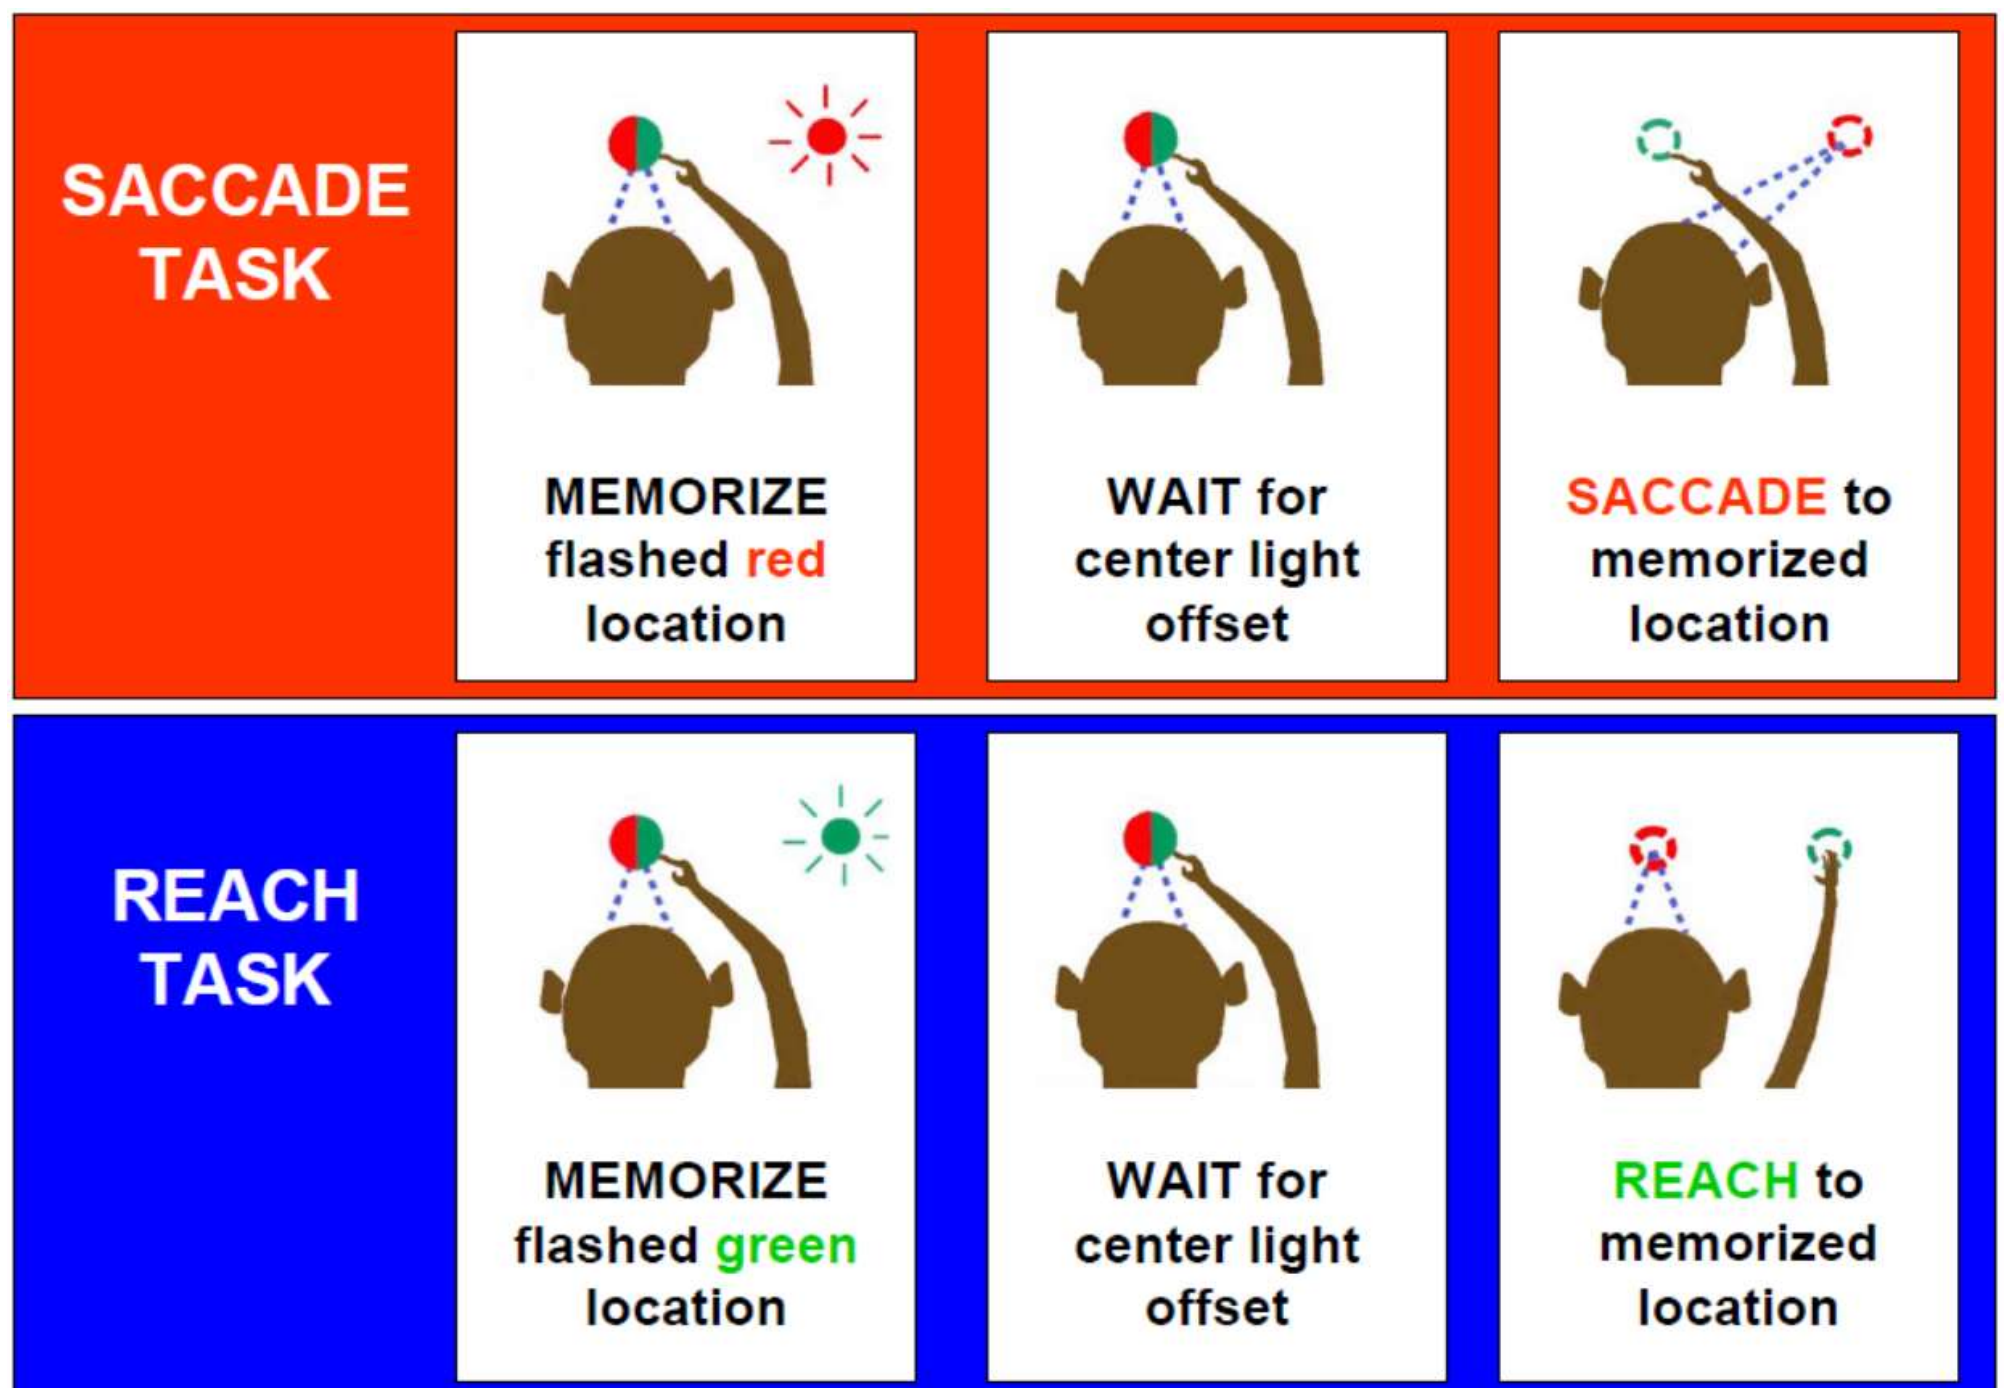 SACCADE
TASK
MEMORIZE
flashed red
location
WAIT for
center light
offset
SACCADE to
memorized
location
REACH
TASK
MEMORIZE
flashed green
location
WAIT for
center light
offset
REACH to
memorized
location